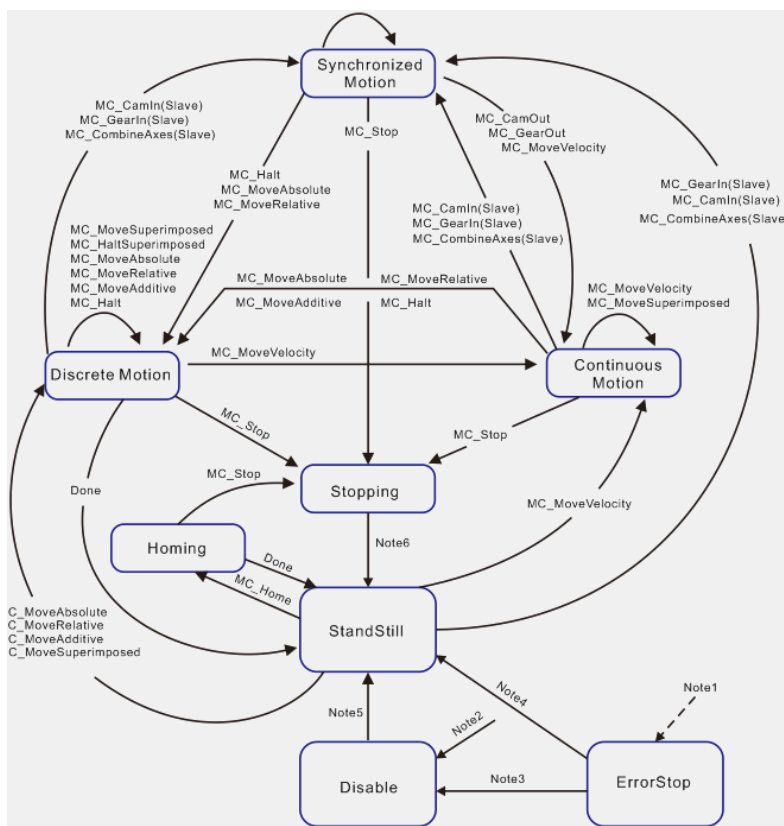 Synchronized
Motion
MC_CamIn(Slave)
MC_GearIn(Slave)
MC_CombineAxes(Slave)
MC_Stop
MC_CamOut
MC_GearOut
MC_MoveVelocity
MC_Halt
MC_MoveAbsolute
MC_MoveRelative
MC_GearIn(Slave)
MC_CamIn(Slave)
MC_CombineAxes(Slave
MC_CamIn(Slave)
MC_GearIn(Slave)
MC_CombineAxes(Slave)
MC_MoveSuperimposed
MC_HaltSuperimposed
MC_MoveAbsolute
MC_MoveRelative
MC_MoveAdditive
MC_Halt
MC_MoveAbsolute
MC_MoveRelative
MC_MoveAdditive
MC_Halt
MC_MoveVelocity
MC_MoveSuperimposed
Discrete Motion
MC_MoveVelocity
Continuous
Motion
MC_Stop
MC_Stop
Done
MC_Stop
Stopping
MC_MoveVelocity
Homing
Note6
Done
MC_Home
C_MoveAbsolute
C_MoveRelative
C_MoveAdditive
C_MoveSuperimposed
StandStill
Note5
Note2
Note4
Note1
Disable
Note3
ErrorStop